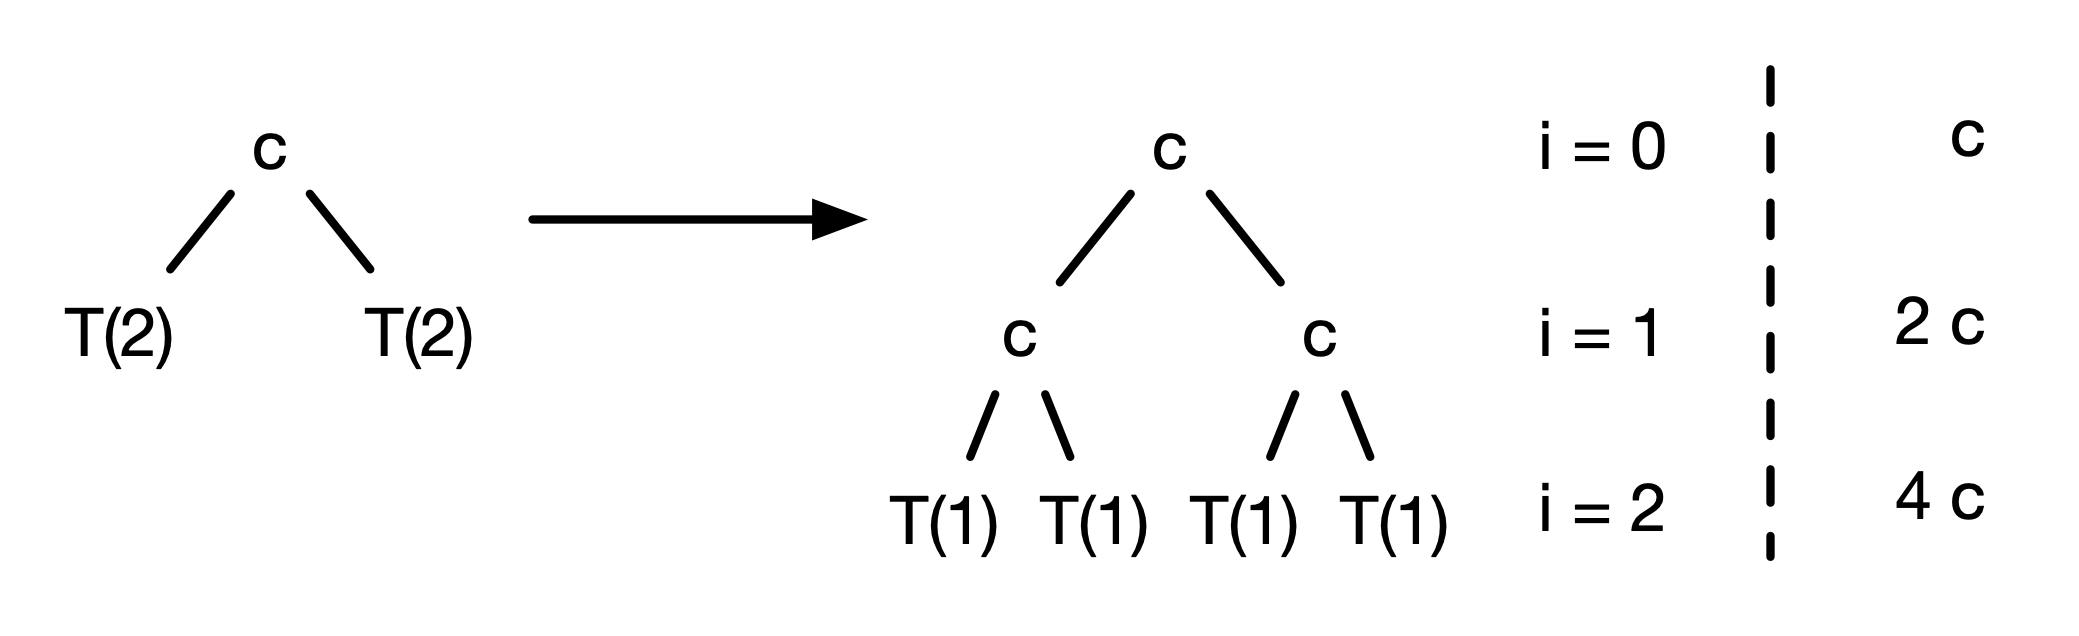 c c i = 0 c
T(2) T(2) c c i = 1 2 c
T(1) T(1) T(1) T(1) i = 2 4 c